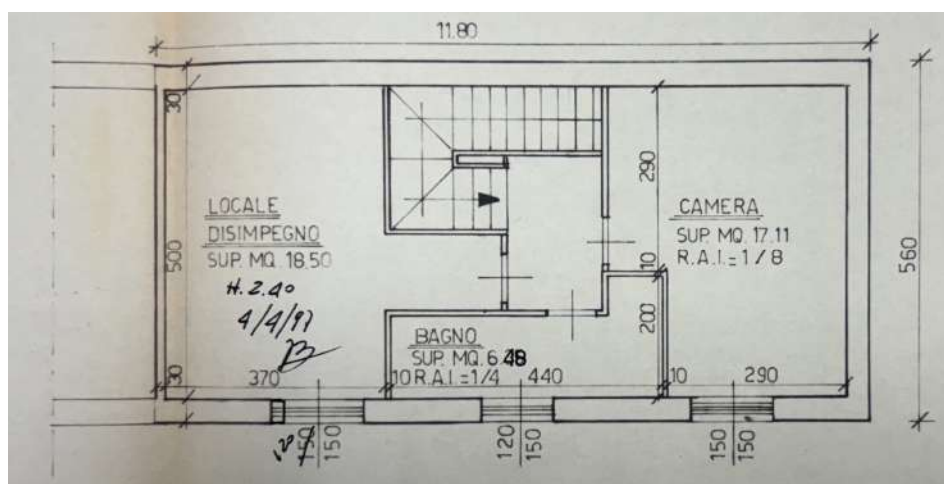 11.80
30
290
LOCALE
DISIMPEGNO
SUP. MQ. 18.50
H. 2.40
4/4/97
CAMERA
SUP. MQ. 17.11
R.A.I. = 1/8
500
10
560
200
BAGNO
SUP. MQ. 6.48
R.A.I. = 1/4
30
370
10
440
10
290
150
150
120
150
150
150